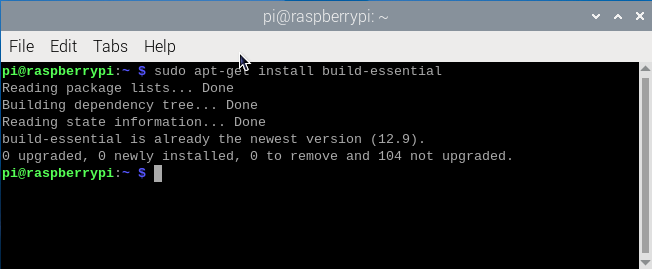 pi@raspberrypi: ~
File Edit Tabs Help
pi@raspberrypi:~ $ sudo apt-get install build-essential
Reading package lists... Done
Building dependency tree... Done
Reading state information... Done
build-essential is already the newest version (12.9).
0 upgraded, 0 newly installed, 0 to remove and 104 not upgraded.
pi@raspberrypi:~ $